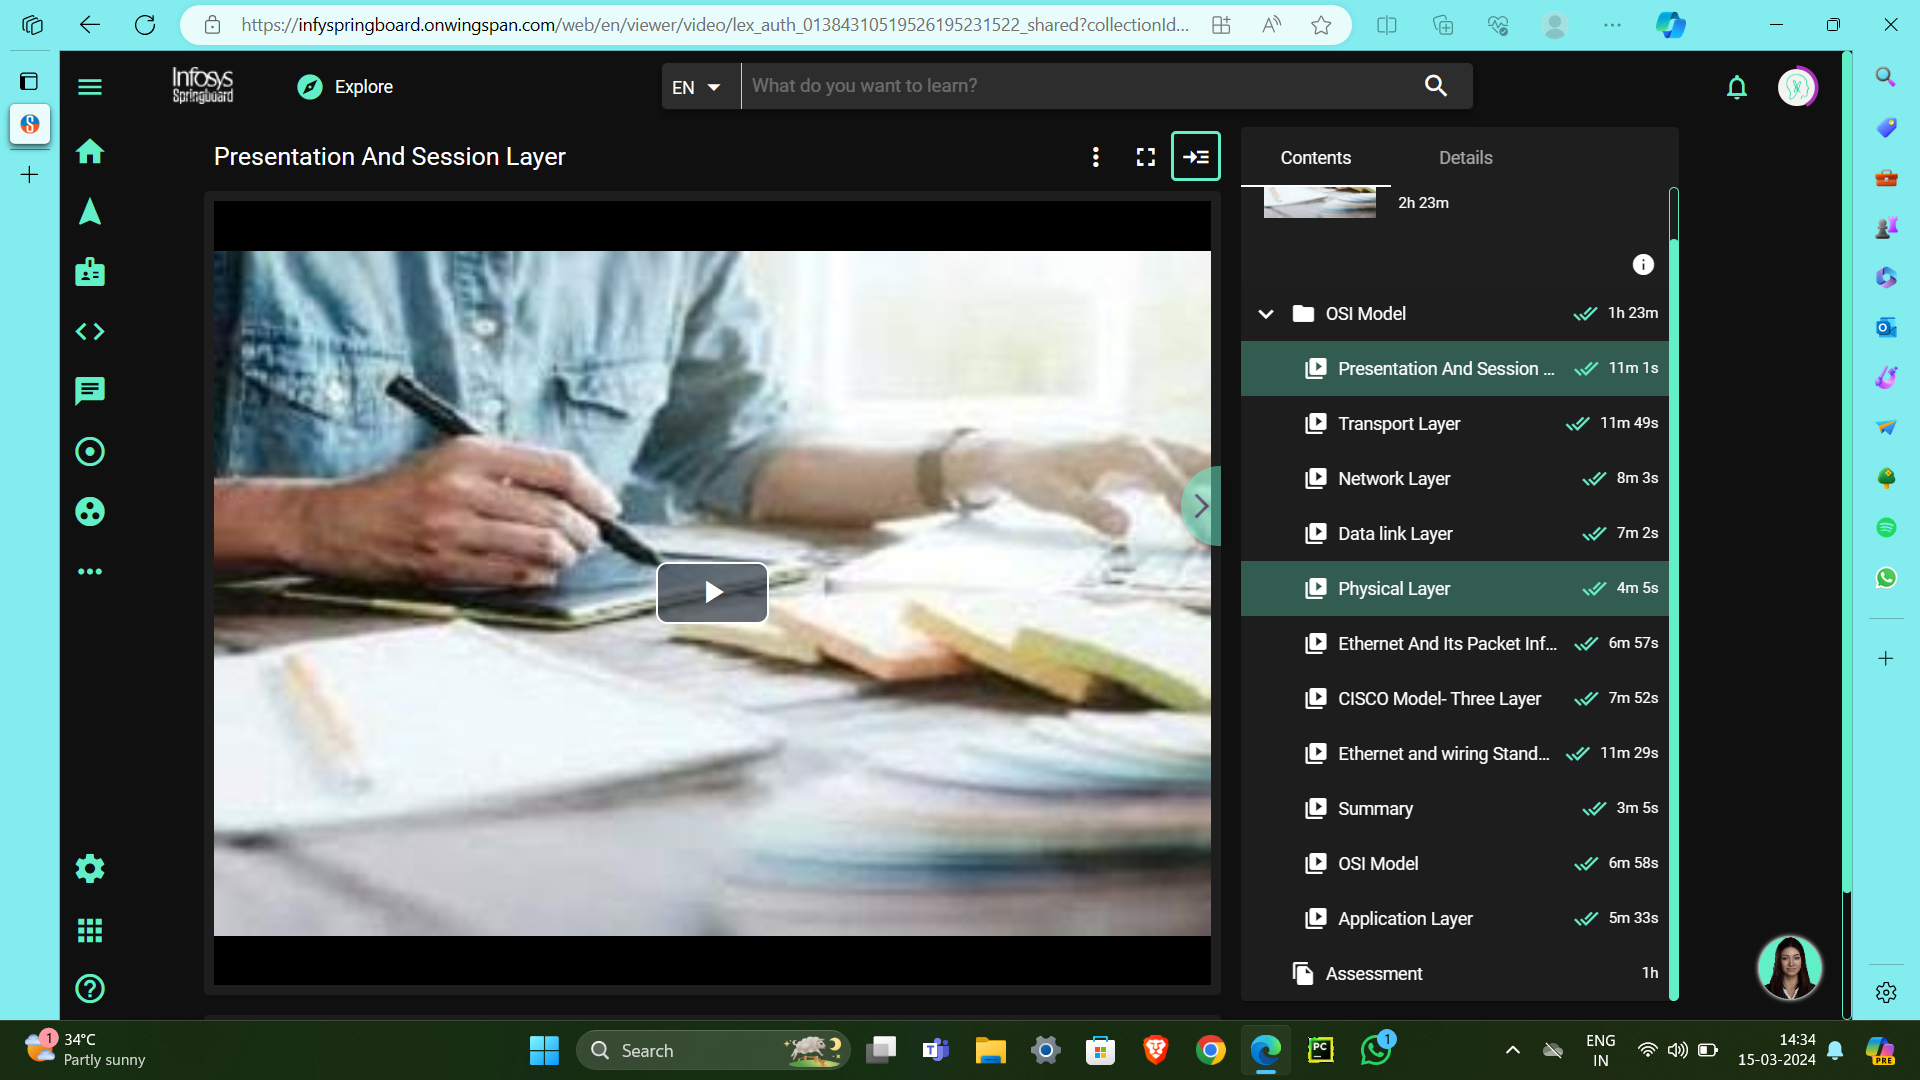 https://infyspringboard.onwingspan.com/web/en/viewer/video/lex_auth_01384310519526195231522_shared?collectionId...
Infosys
Springboard
Explore
EN
What do you want to learn?
Presentation And Session Layer
Contents
Details
2h 23m
OSI Model
1h 23m
Presentation And Session ...
11m 1s
Transport Layer
11m 49s
Network Layer
8m 3s
Data link Layer
7m 2s
Physical Layer
4m 5s
Ethernet And Its Packet Inf...
6m 57s
CISCO Model- Three Layer
7m 52s
Ethernet and wiring Stand...
11m 29s
Summary
3m 5s
OSI Model
6m 58s
Application Layer
5m 33s
Assessment
1h
1
34°C
Partly sunny
Search
PC
1
ENG
IN
14:34
15-03-2024
PRE